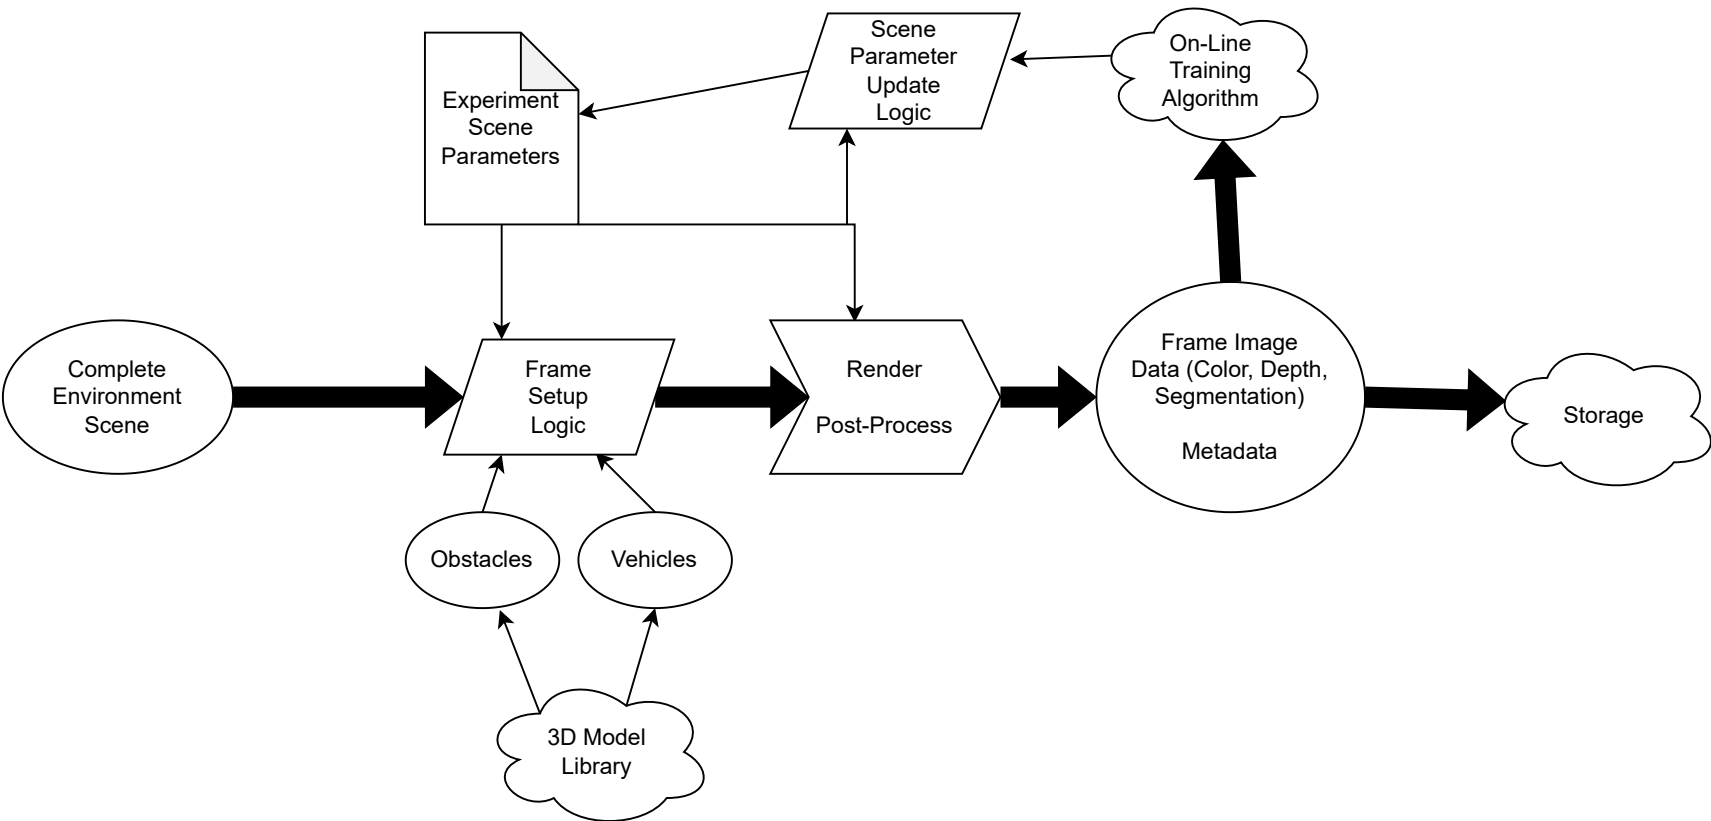 Scene
Parameter
Update
Logic
On-Line
Training
Algorithm
Experiment
Scene
Parameters
Complete
Environment
Scene
Frame
Setup
Logic
Render
Post-Process
Frame Image
Data (Color, Depth,
Segmentation)
Metadata
Storage
Obstacles
Vehicles
3D Model
Library